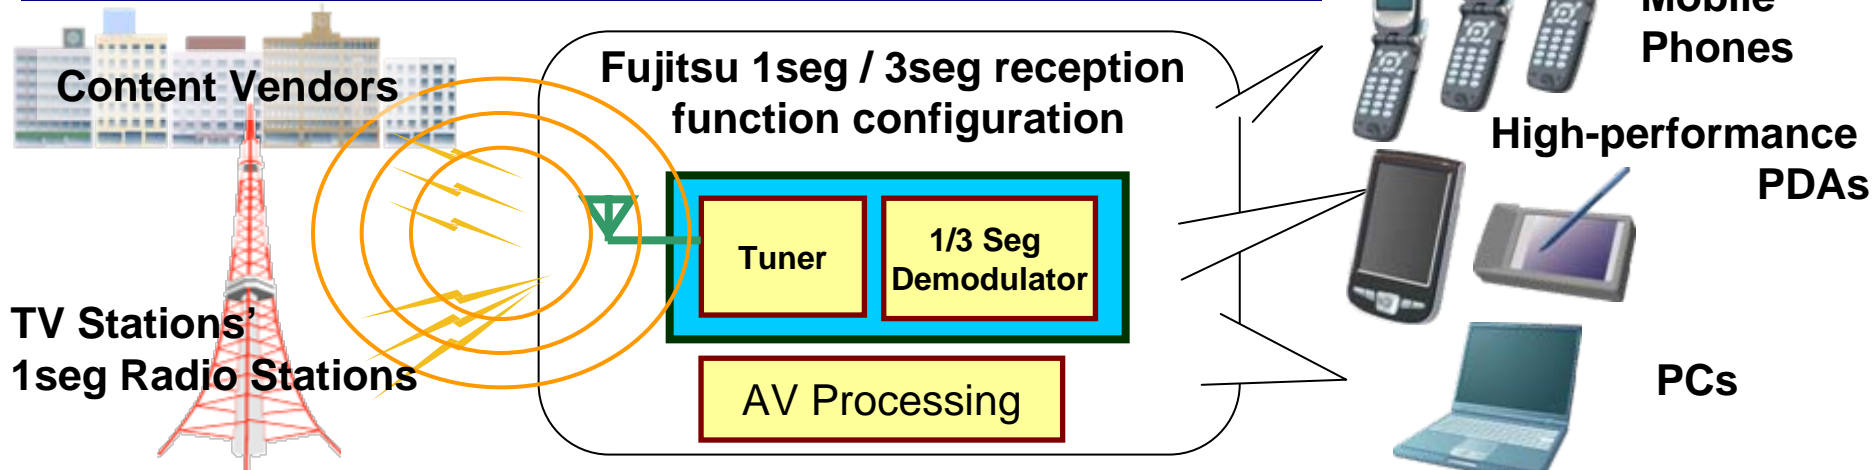 Content Vendors
TV Stations’
1seg Radio Stations
Fujitsu 1seg / 3seg reception
function configuration
Tuner
1/3 Seg
Demodulator
AV Processing
Mobile
Phones
High-performance
PDAs
PCs